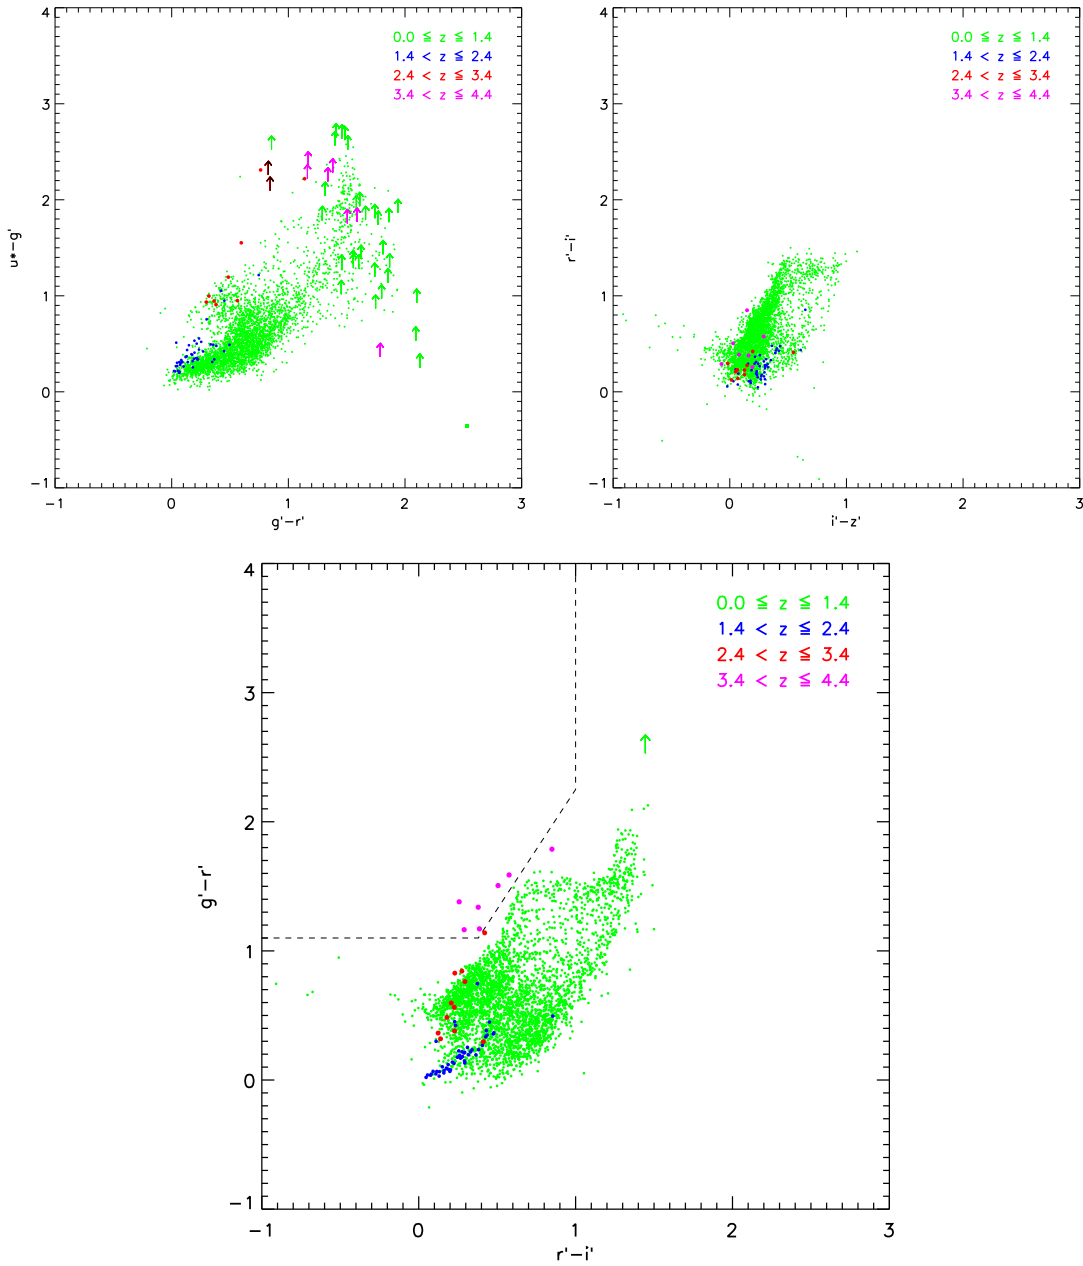 4
3
2
1
0
−1
u*−g'
0.0 ≦ z ≦ 1.4
1.4 < z ≦ 2.4
2.4 < z ≦ 3.4
3.4 < z ≦ 4.4
−1 0 1 2 3
g'−r'
4
3
2
1
0
−1
r'−i'
0.0 ≦ z ≦ 1.4
1.4 < z ≦ 2.4
2.4 < z ≦ 3.4
3.4 < z ≦ 4.4
−1 0 1 2 3
i'−z'
4
3
2
1
0
−1
g'−r'
0.0 ≦ z ≦ 1.4
1.4 < z ≦ 2.4
2.4 < z ≦ 3.4
3.4 < z ≦ 4.4
−1 0 1 2 3
r'−i'